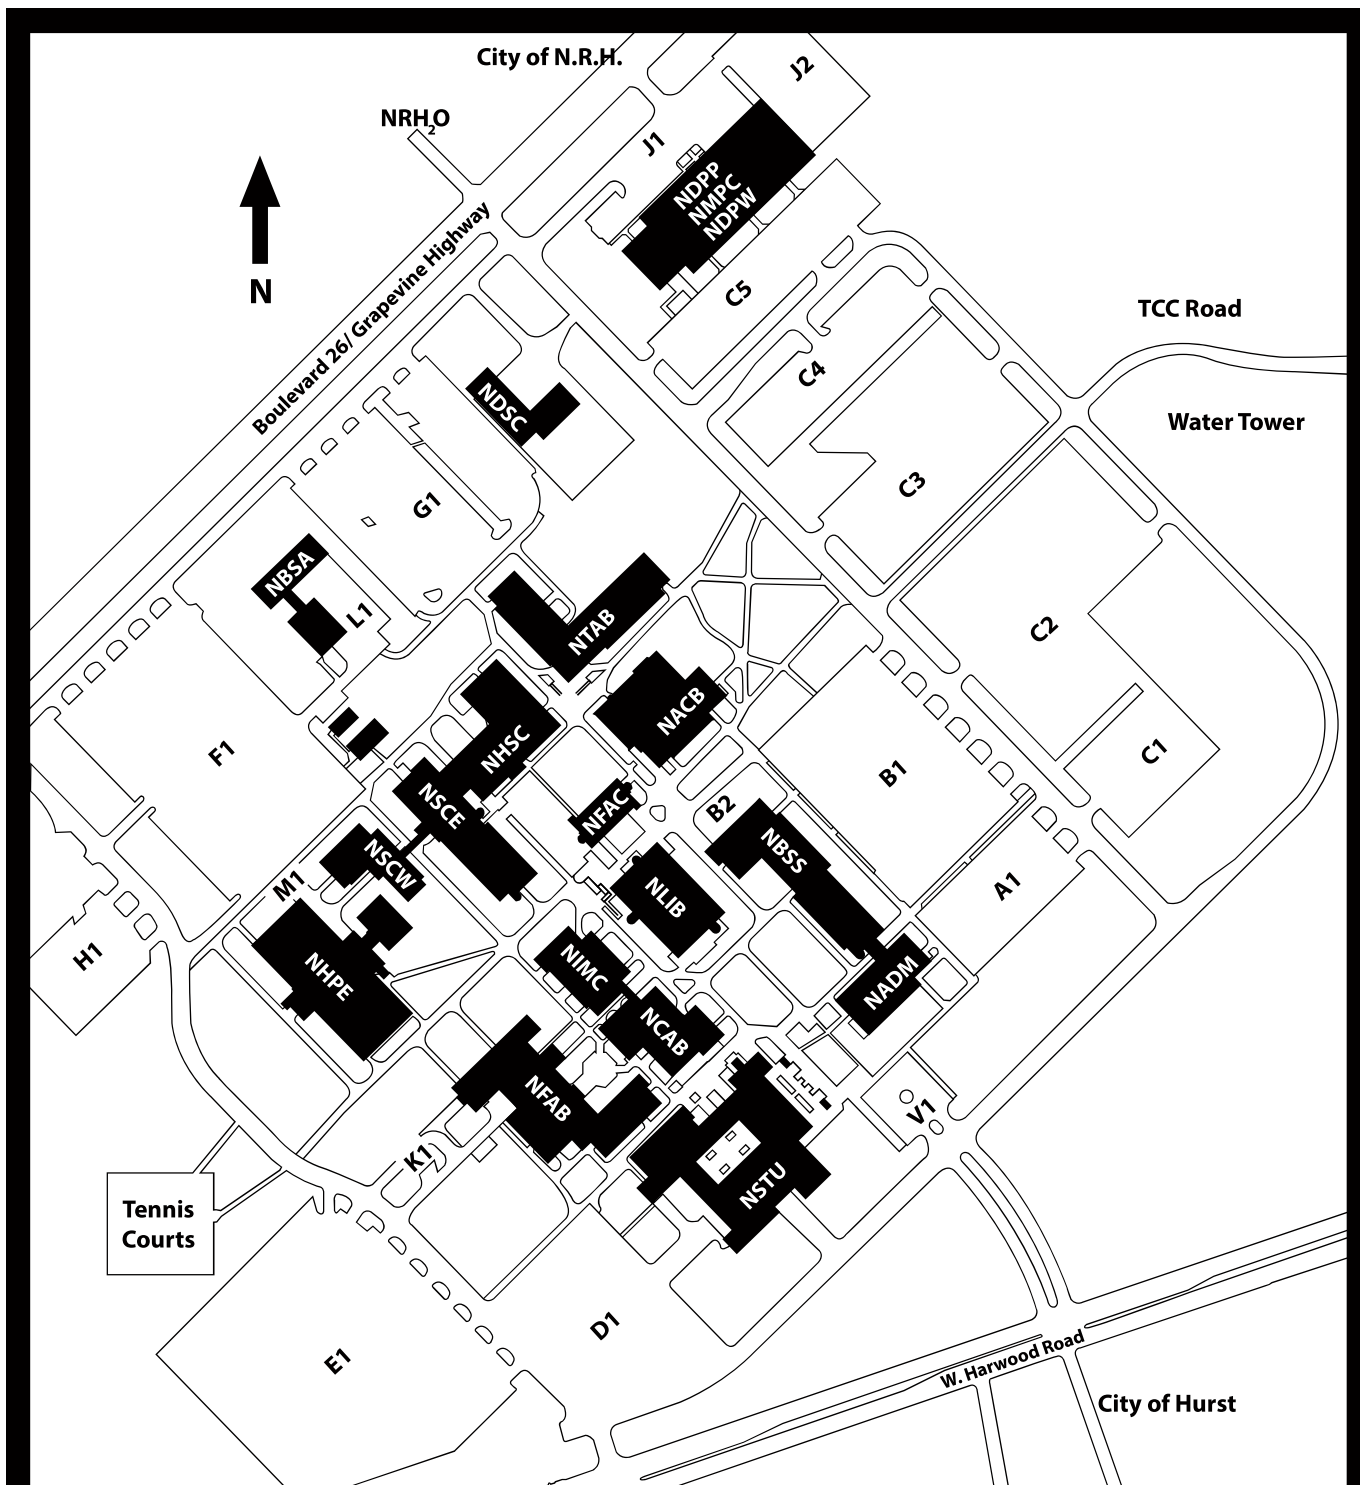 City of N.R.H.
J2
NRH2O
J1
NDPP
NMPC
NDPW
Boulevard 26/ Grapevine Highway
N
C5
TCC Road
C4
NDSC
Water Tower
C3
G1
NBSA
L1
NTAB
C2
NACB
NHSC
F1
C1
B1
NSCE
NFAC
B2
NBSS
NSCW
M1
A1
NLIB
H1
NHPE
NIMC
NADM
NCAB
NFAB
V1
K1
NSTU
Tennis
Courts
D1
E1
W. Harwood Road
City of Hurst